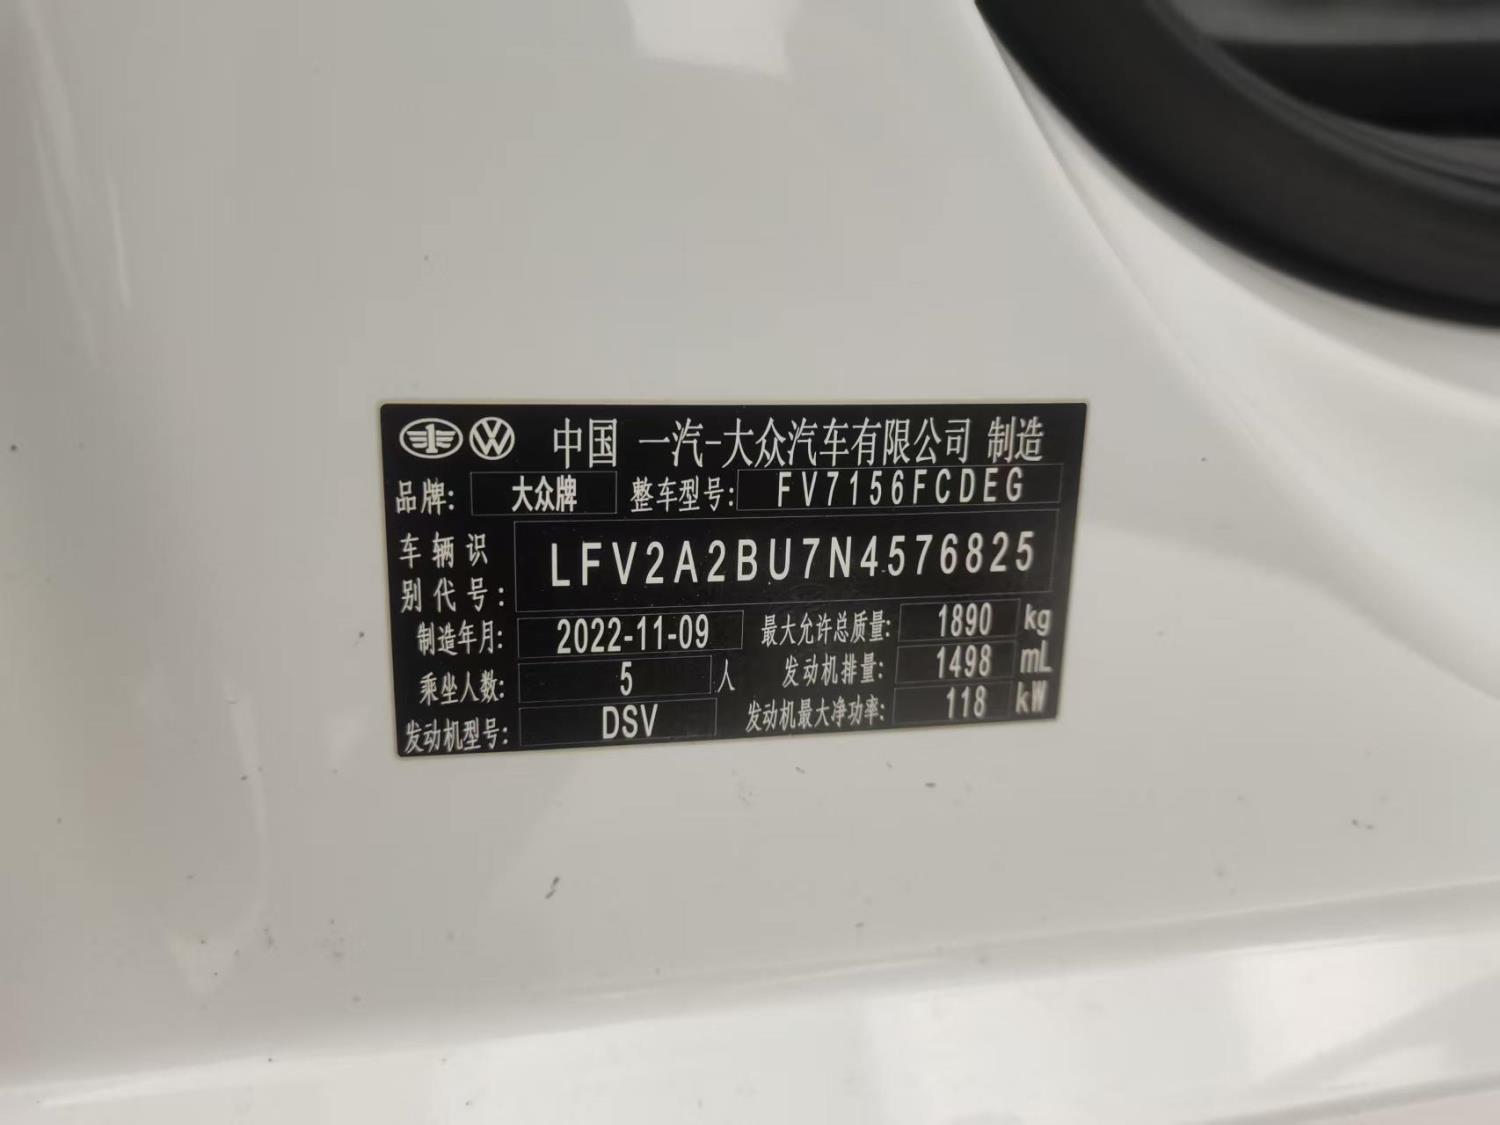 中国 一汽-大众汽车有限公司 制造
品牌: 大众牌 整车型号: FV7156FCDEG
车辆识别代号: LFV2A2BU7N4576825
制造年月: 2022-11-09 最大允许总质量: 1890 kg
乘坐人数: 5 人 发动机排量: 1498 mL
发动机型号: DSV 发动机最大净功率: 118 kW